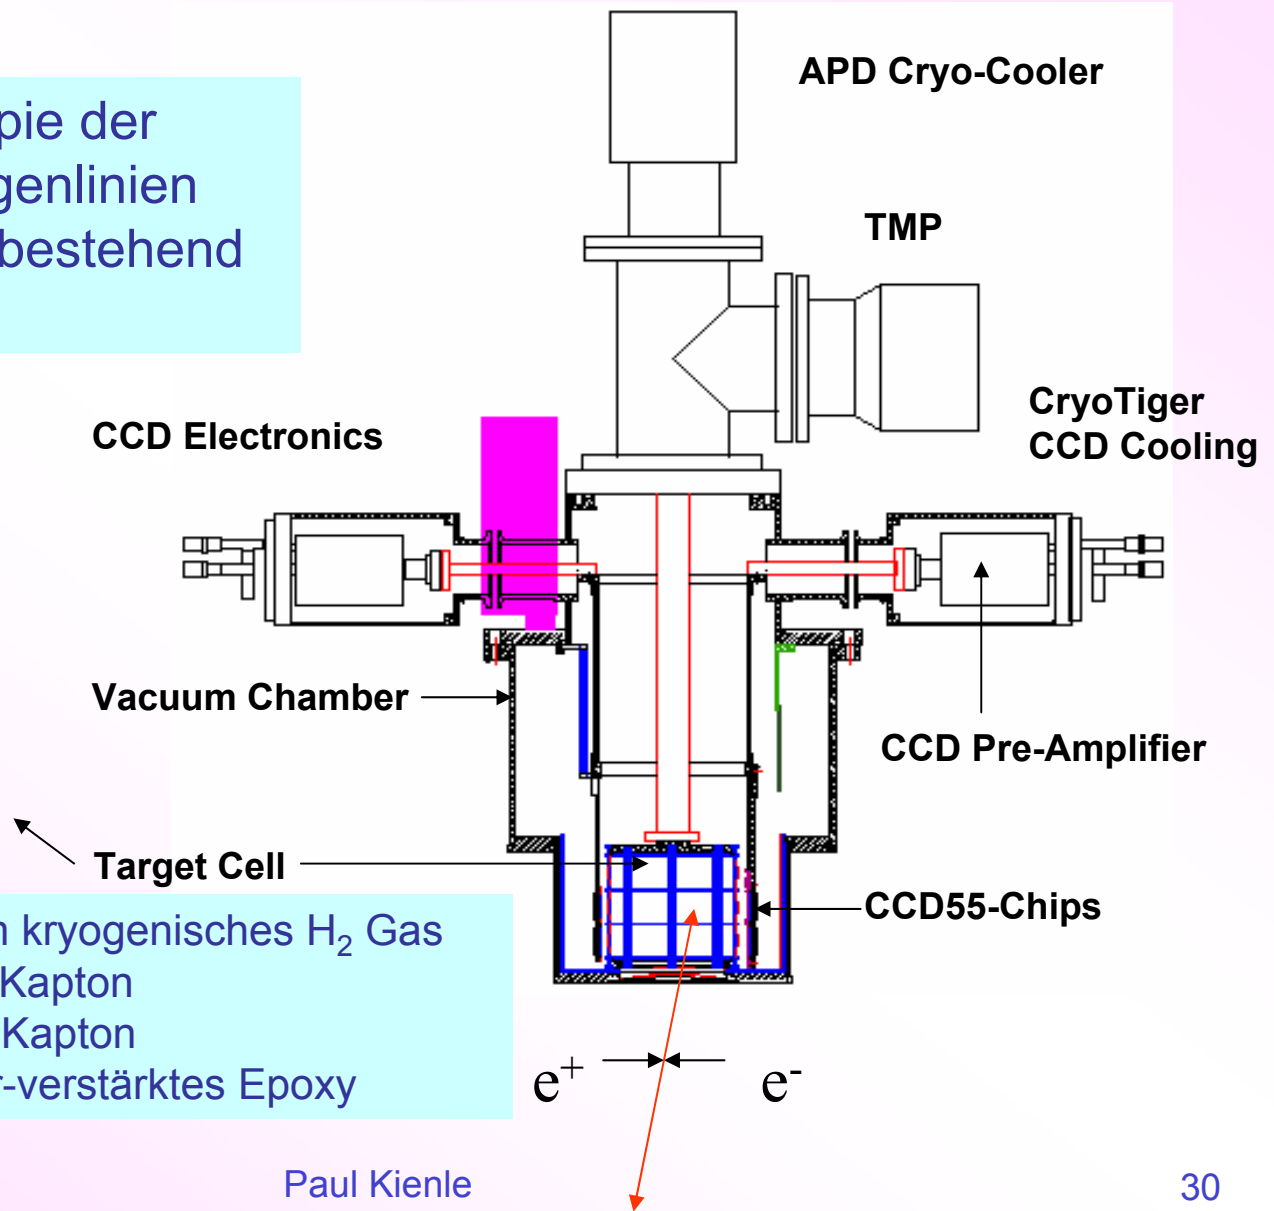 APD Cryo-Cooler
pie der
genlinien
bestehend
TMP
CryoTiger
CCD Cooling
CCD Electronics
Vacuum Chamber
CCD Pre-Amplifier
Target Cell
CCD55-Chips
n kryogenisches H₂ Gas
Kapton
Kapton
r-verstärktes Epoxy
e⁺ e⁻
Paul Kienle
30